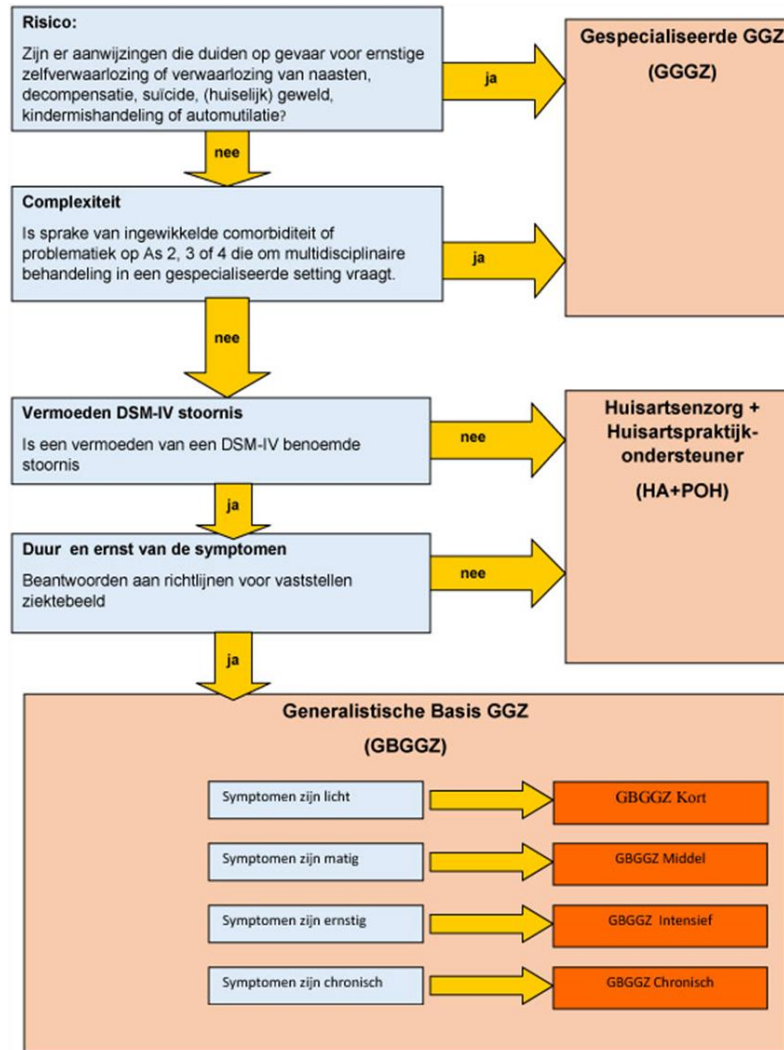 Risico:
Zijn er aanwijzingen die duiden op gevaar voor ernstige
zelfverwaarlozing of verwaarlozing van naasten,
decompensatie, suïcide, (huiselijk) geweld,
kindermishandeling of automutilatie?
ja
Gespecialiseerde GGZ
(GGGZ)
nee
Complexiteit
Is sprake van ingewikkelde comorbiditeit of
problematiek op As 2, 3 of 4 die om multidisciplinaire
behandeling in een gespecialiseerde setting vraagt.
ja
nee
Vermoeden DSM-IV stoornis
Is een vermoeden van een DSM-IV benoemde
stoornis
nee
Huisartsenzorg +
Huisartspraktijk-
ondersteuner
(HA+POH)
ja
Duur en ernst van de symptomen
Beantwoorden aan richtlijnen voor vaststellen
ziektebeeld
nee
ja
Generalistische Basis GGZ
(GBGGZ)
Symptomen zijn licht
GBGGZ Kort
Symptomen zijn matig
GBGGZ Middel
Symptomen zijn ernstig
GBGGZ Intensief
Symptomen zijn chronisch
GBGGZ Chronisch